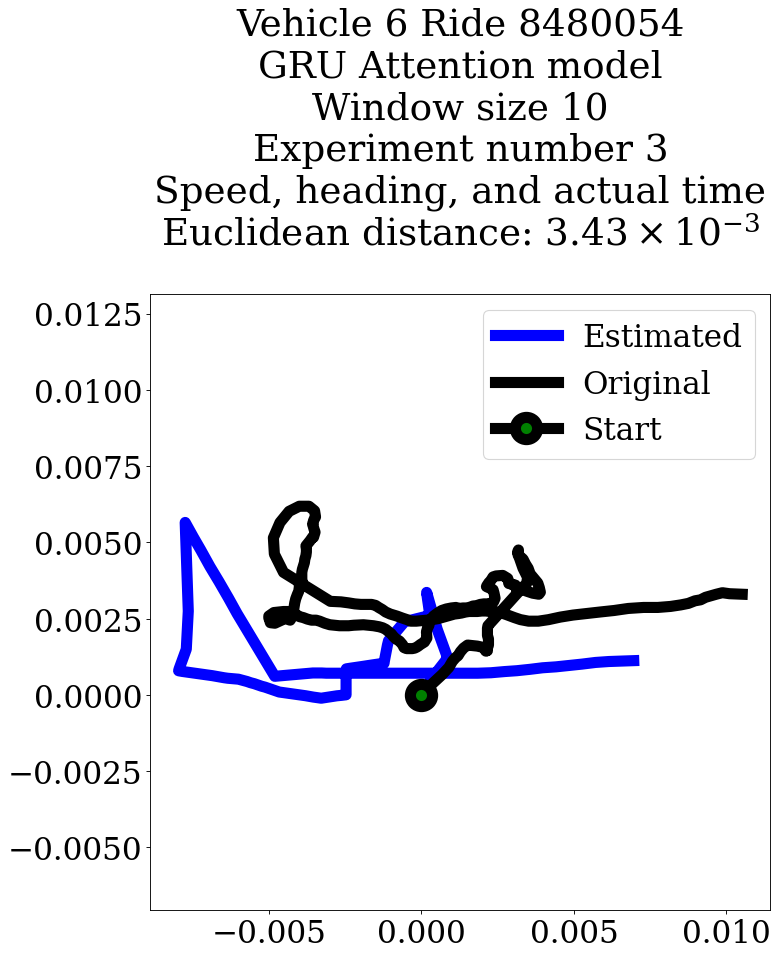 Vehicle 6 Ride 8480054
GRU Attention model
Window size 10
Experiment number 3
Speed, heading, and actual time
Euclidean distance: 3.43 × 10⁻³
0.0125
0.0100
0.0075
0.0050
0.0025
0.0000
−0.0025
−0.0050
Estimated
Original
Start
−0.005 0.000 0.005 0.010